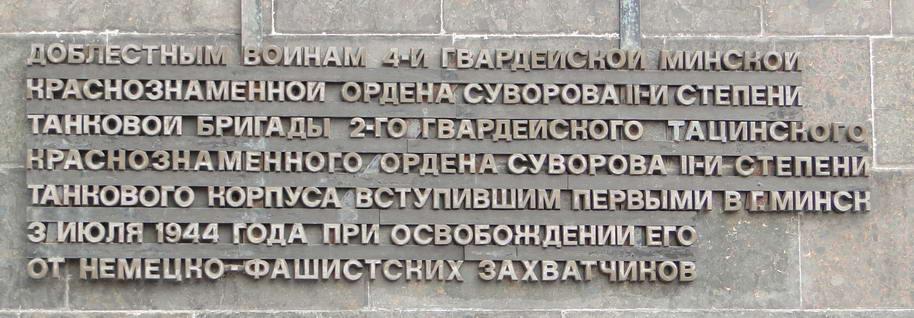 ДОБЛЕСТНЫМ ВОИНАМ 4-Й ГВАРДЕЙСКОЙ МИНСКОЙ
КРАСНОЗНАМЕННОЙ ОРДЕНА СУВОРОВА II-Й СТЕПЕНИ
ТАНКОВОЙ БРИГАДЫ 2-ГО ГВАРДЕЙСКОГО ТАЦИНСКОГО
КРАСНОЗНАМЕННОГО ОРДЕНА СУВОРОВА II-Й СТЕПЕНИ
ТАНКОВОГО КОРПУСА ВСТУПИВШИМ ПЕРВЫМИ В Г. МИНСК
3 ИЮЛЯ 1944 ГОДА ПРИ ОСВОБОЖДЕНИИ ЕГО
ОТ НЕМЕЦКО-ФАШИСТСКИХ ЗАХВАТЧИКОВ